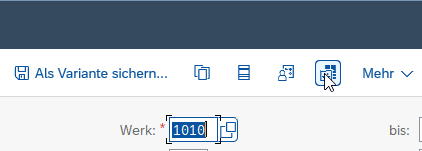 Als Variante sichern... Mehr
Werk: * 1010 bis: